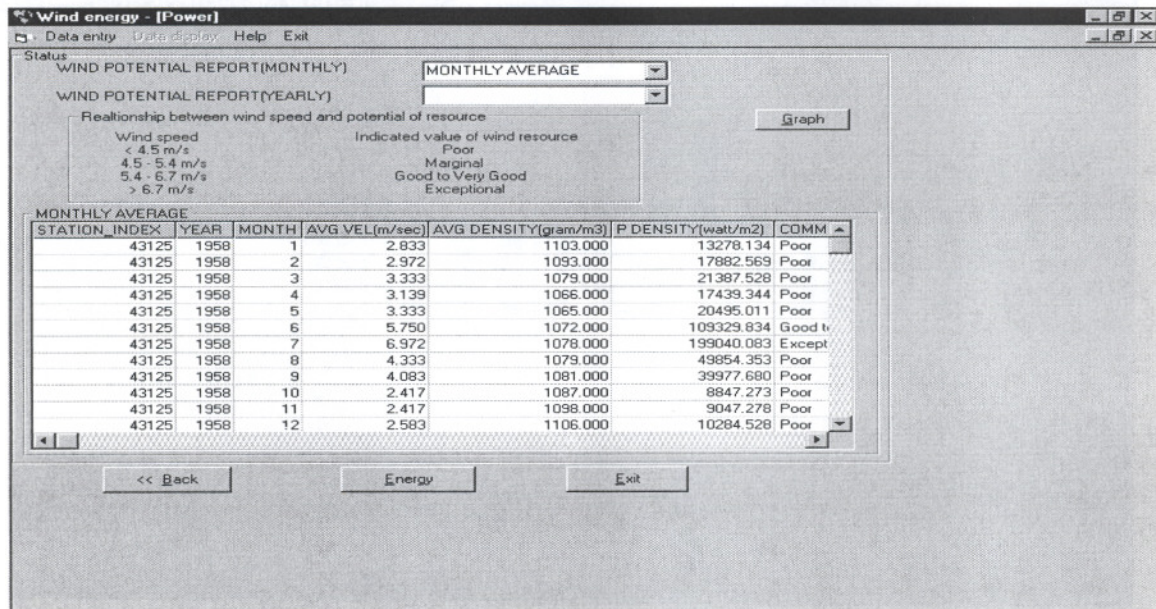 Wind energy - [Power]
Data entry Data display Help Exit
Status
WIND POTENTIAL REPORT(MONTHLY) MONTHLY AVERAGE
WIND POTENTIAL REPORT(YEARLY)
Realtionship between wind speed and potential of resource
Graph
Wind speed Indicated value of wind resource
< 4.5 m/s Poor
4.5 - 5.4 m/s Marginal
5.4 - 6.7 m/s Good to Very Good
> 6.7 m/s Exceptional
MONTHLY AVERAGE
STATION_INDEX YEAR MONTH AVG VEL(m/sec) AVG DENSITY(gram/m3) P DENSITY(watt/m2) COMM
43125 1958 1 2.833 1103.000 13278.134 Poor
43125 1958 2 2.972 1093.000 17882.569 Poor
43125 1958 3 3.333 1079.000 21387.528 Poor
43125 1958 4 3.139 1066.000 17439.344 Poor
43125 1958 5 3.333 1065.000 20495.011 Poor
43125 1958 6 5.750 1072.000 109329.834 Good t
43125 1958 7 6.972 1078.000 199040.083 Except
43125 1958 8 4.333 1079.000 49854.353 Poor
43125 1958 9 4.083 1081.000 39977.680 Poor
43125 1958 10 2.417 1087.000 8847.273 Poor
43125 1958 11 2.417 1098.000 9047.278 Poor
43125 1958 12 2.583 1106.000 10284.528 Poor
<< Back Energy Exit